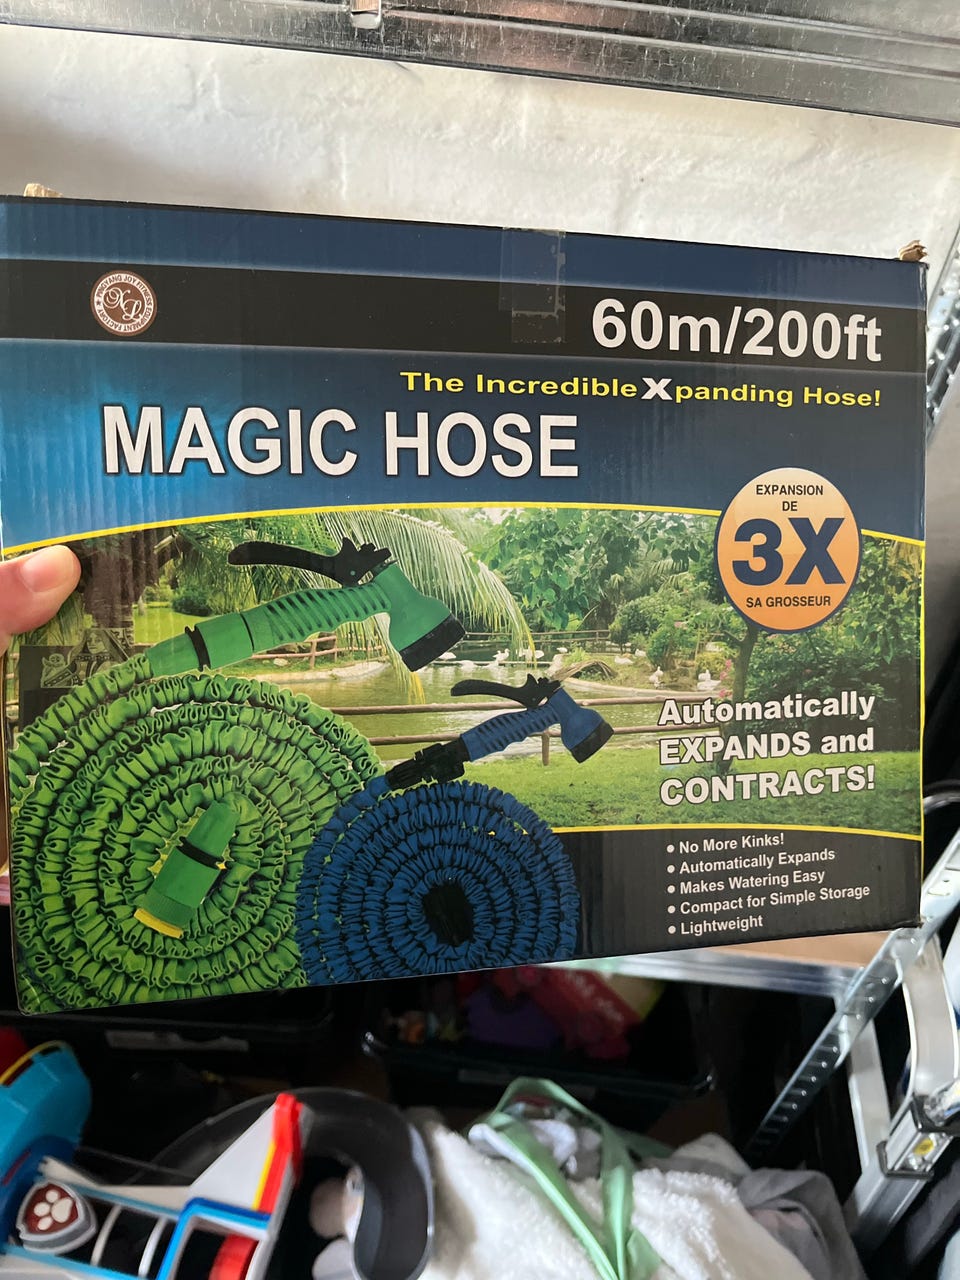 60m/200ft
The Incredible Xpanding Hose!
MAGIC HOSE
EXPANSION
DE
3X
SA GROSSEUR
Automatically
EXPANDS and
CONTRACTS!
• No More Kinks!
• Automatically Expands
• Makes Watering Easy
• Compact for Simple Storage
• Lightweight